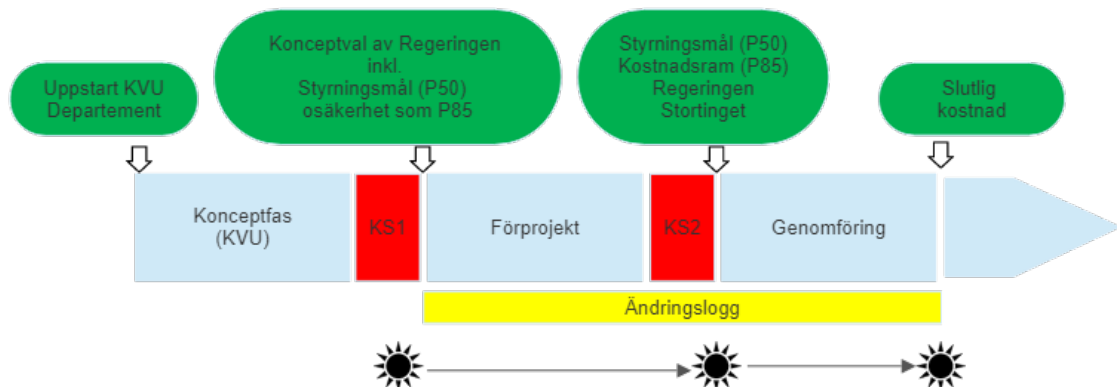 Uppstart KVU
Departement
Konceptval av Regeringen
inkl.
Styrningsmål (P50)
osäkerhet som P85
Styrningsmål (P50)
Kostnadsram (P85)
Regeringen
Stortinget
Slutlig
kostnad
Konceptfas
(KVU)
KS1
Förprojekt
KS2
Genomföring
Ändringslogg